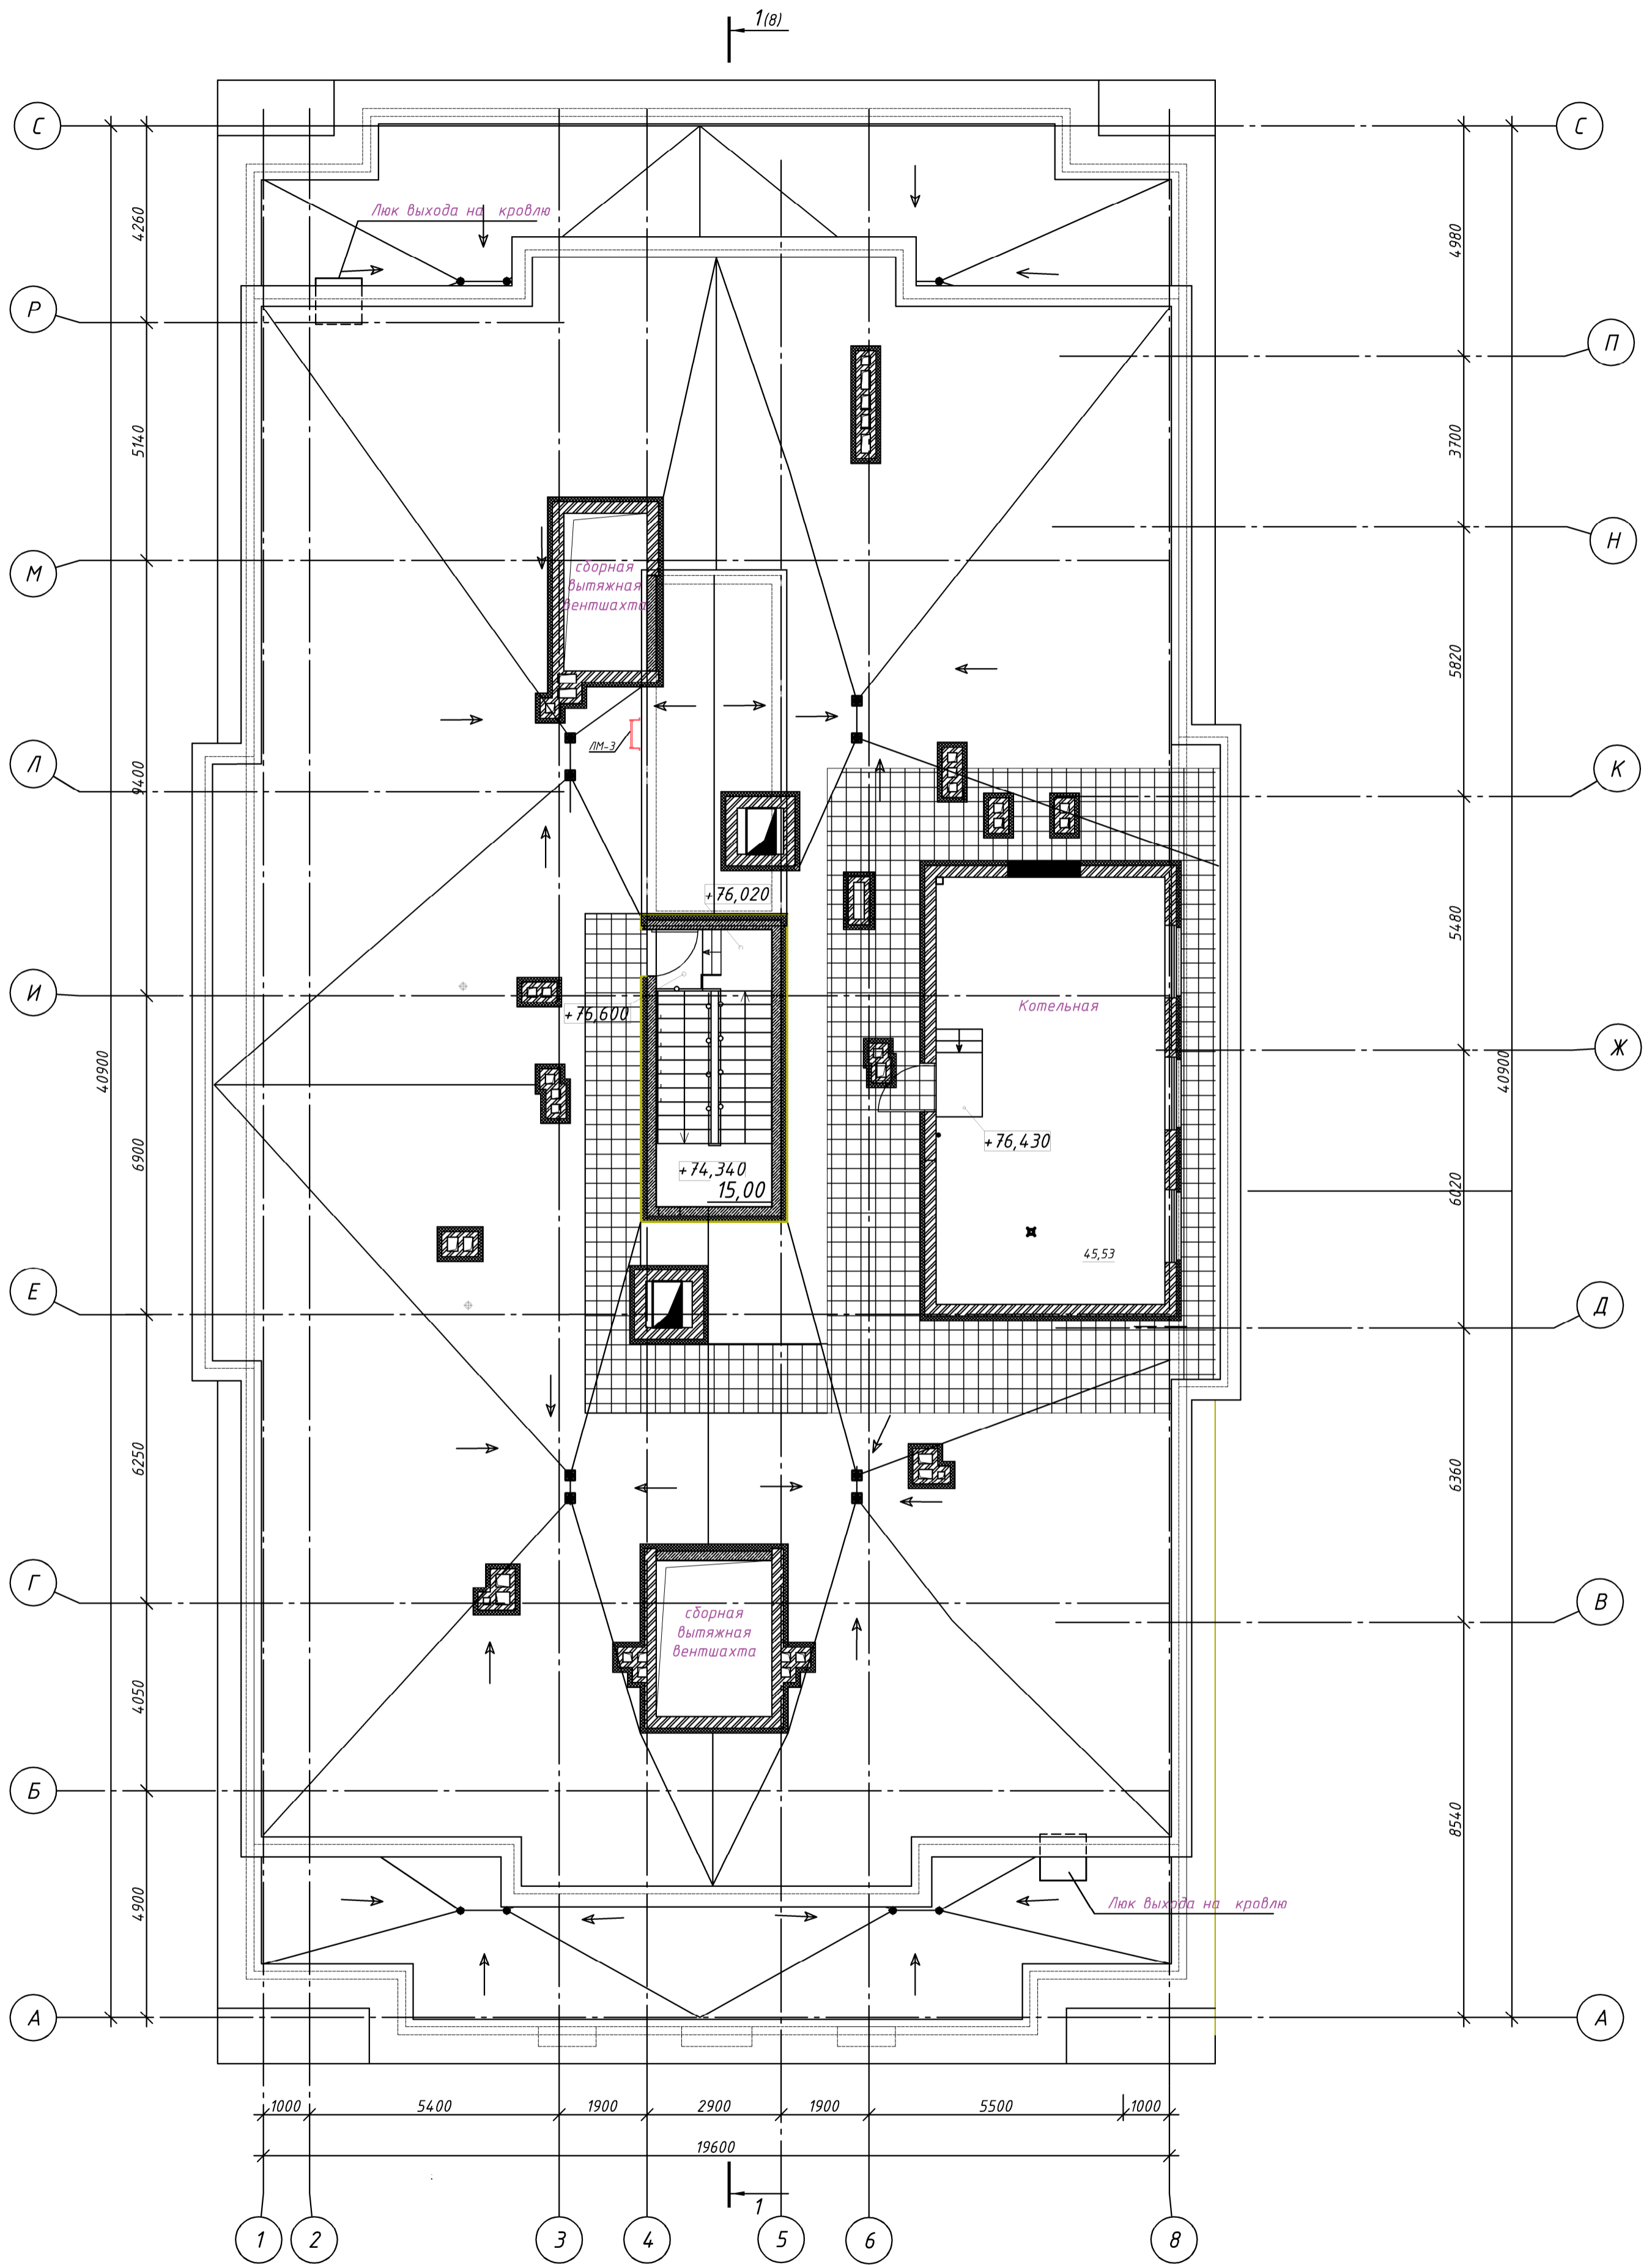 1(8)
С
С
4260
4980
Люк выхода на кровлю
Р
П
5140
3700
Н
М
сборная
вытяжная
вентшахта
5820
ЛМ-3
Л
К
9400
+76,020
5480
И
+75,600
Котельная
Ж
40900
40900
6900
+76,430
+74,340
15,00
6020
45,53
Е
Д
6250
6360
Г
В
сборная
вытяжная
вентшахта
4050
Б
8540
4900
Люк выхода на кровлю
А
А
1000
5400
1900
2900
1900
5500
1000
19600
1
1
2
3
4
5
6
8